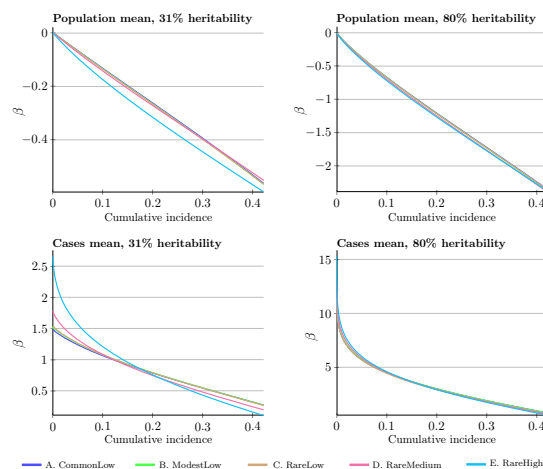 Population mean, 31% heritability
0
−0.2
−0.4
β
0 0.1 0.2 0.3 0.4
Cumulative incidence
Population mean, 80% heritability
0
−0.5
−1
−1.5
−2
β
0 0.1 0.2 0.3 0.4
Cumulative incidence
Cases mean, 31% heritability
2.5
2
1.5
1
0.5
β
0 0.1 0.2 0.3 0.4
Cumulative incidence
Cases mean, 80% heritability
15
10
5
β
0 0.1 0.2 0.3 0.4
Cumulative incidence
A. CommonLow B. ModestLow C. RareLow D. RareMedium E. RareHigh